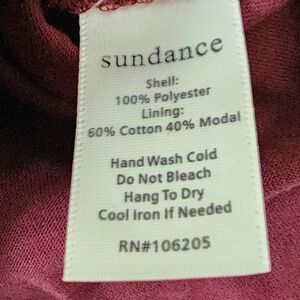 sundance
Shell:
100% Polyester
Lining:
60% Cotton 40% Modal
Hand Wash Cold
Do Not Bleach
Hang To Dry
Cool Iron If Needed
RN#106205